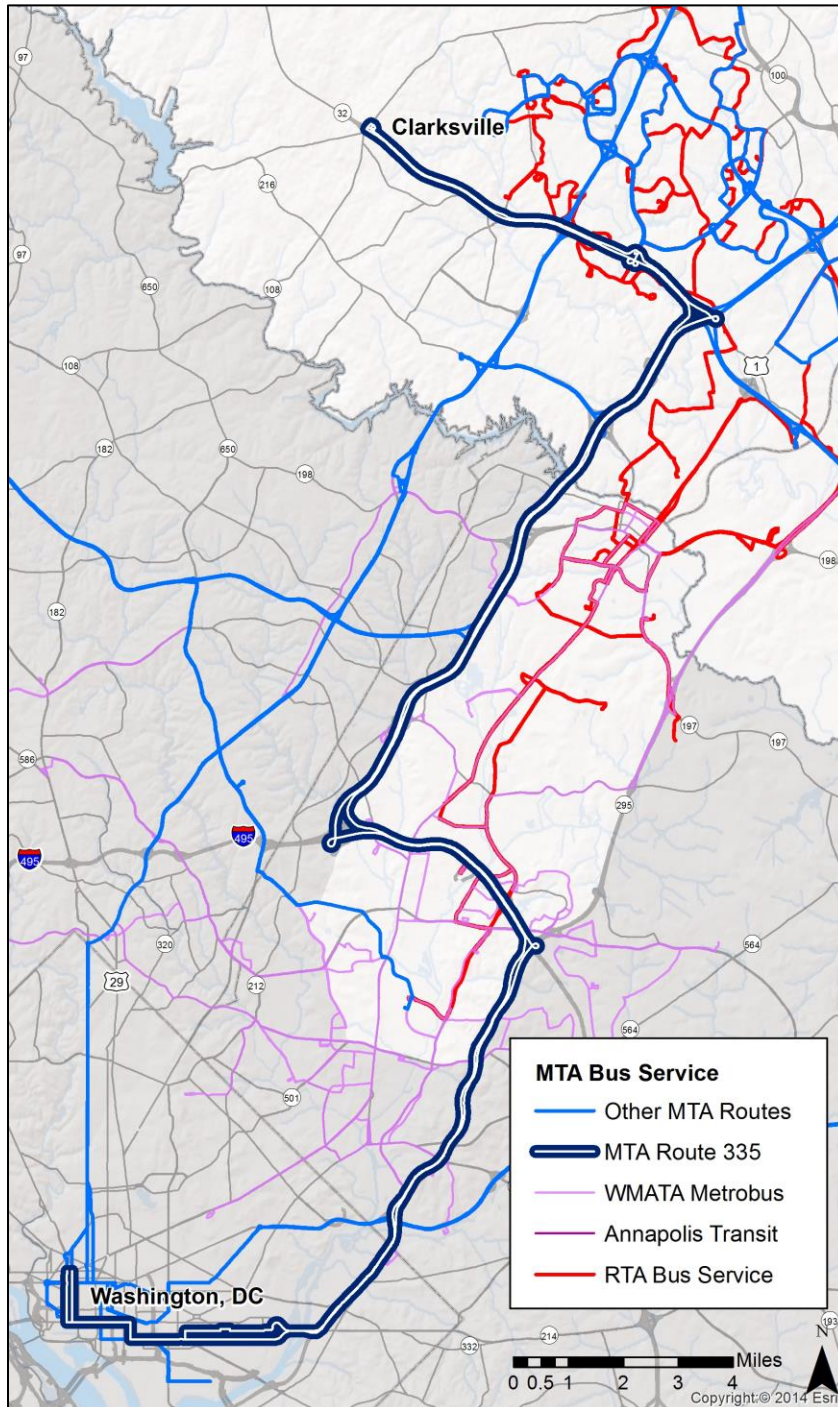 97
100
32
Clarksville
216
97
650
108
1
108
182
650
198
198
182
197
197
586
295
495
495
320
564
29
212
564
501
MTA Bus Service
Other MTA Routes
MTA Route 335
WMATA Metrobus
Annapolis Transit
RTA Bus Service
Washington, DC
193
N
332
214
Miles
0 0.5 1 2 3 4
Copyright:© 2014 Esri